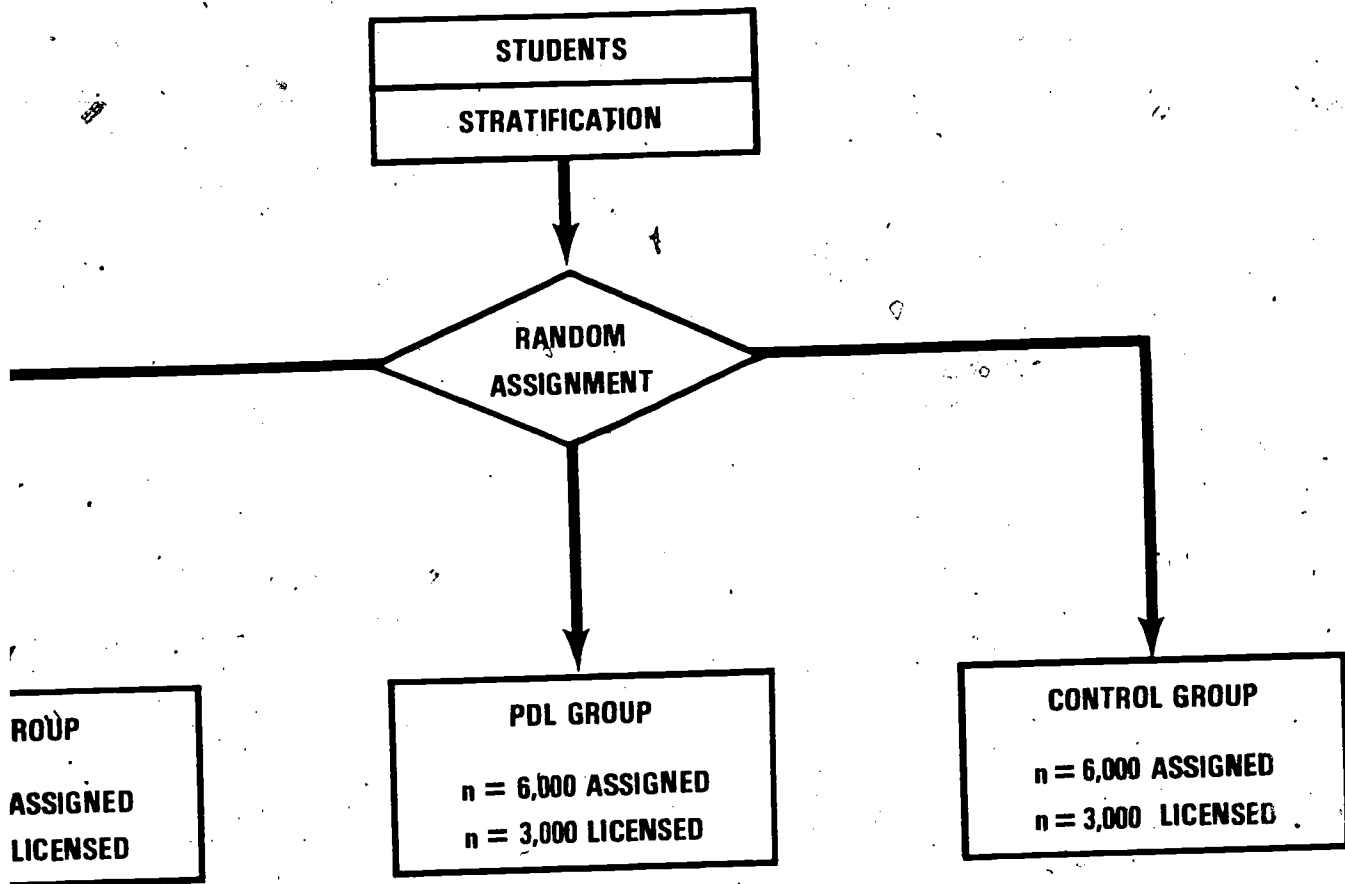 STUDENTS
STRATIFICATION
RANDOM
ASSIGNMENT
ROUP
ASSIGNED
LICENSED
PDL GROUP
n = 6,000 ASSIGNED
n = 3,000 LICENSED
CONTROL GROUP
n = 6,000 ASSIGNED
n = 3,000 LICENSED